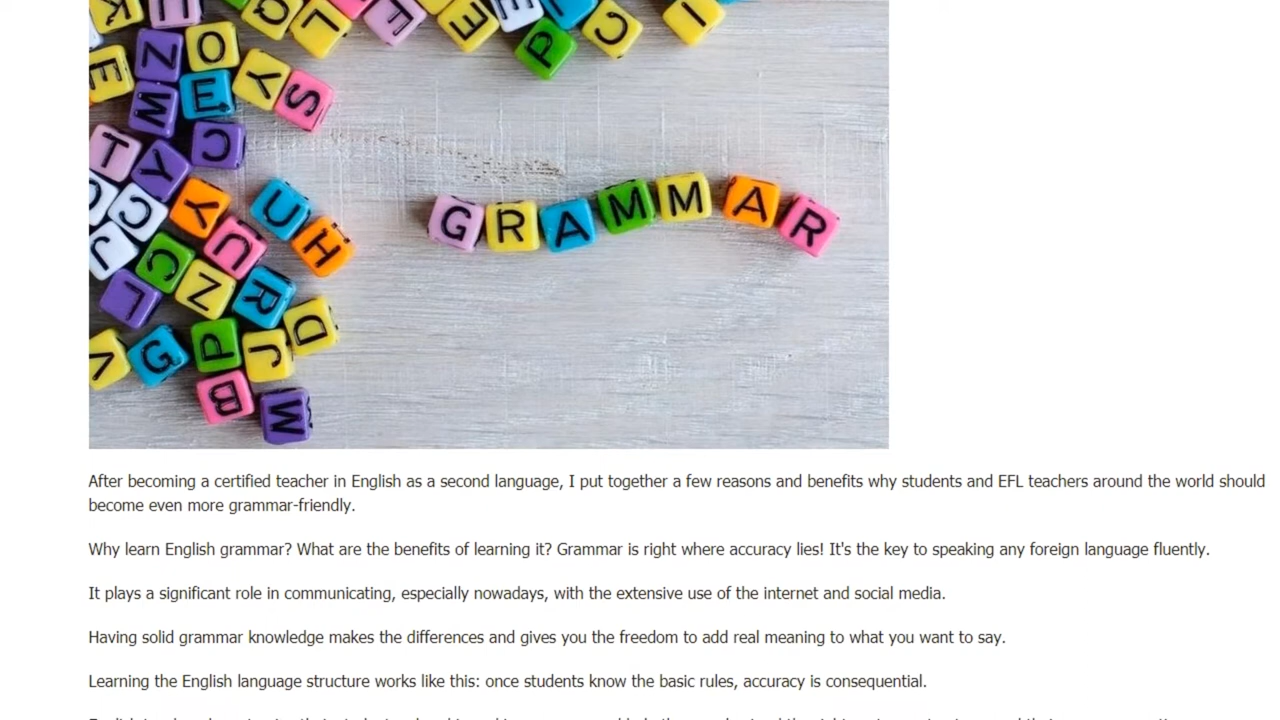 GRAMMAR
After becoming a certified teacher in English as a second language, I put together a few reasons and benefits why students and EFL teachers around the world should
become even more grammar-friendly.
Why learn English grammar? What are the benefits of learning it? Grammar is right where accuracy lies! It's the key to speaking any foreign language fluently.
It plays a significant role in communicating, especially nowadays, with the extensive use of the internet and social media.
Having solid grammar knowledge makes the differences and gives you the freedom to add real meaning to what you want to say.
Learning the English language structure works like this: once students know the basic rules, accuracy is consequential.